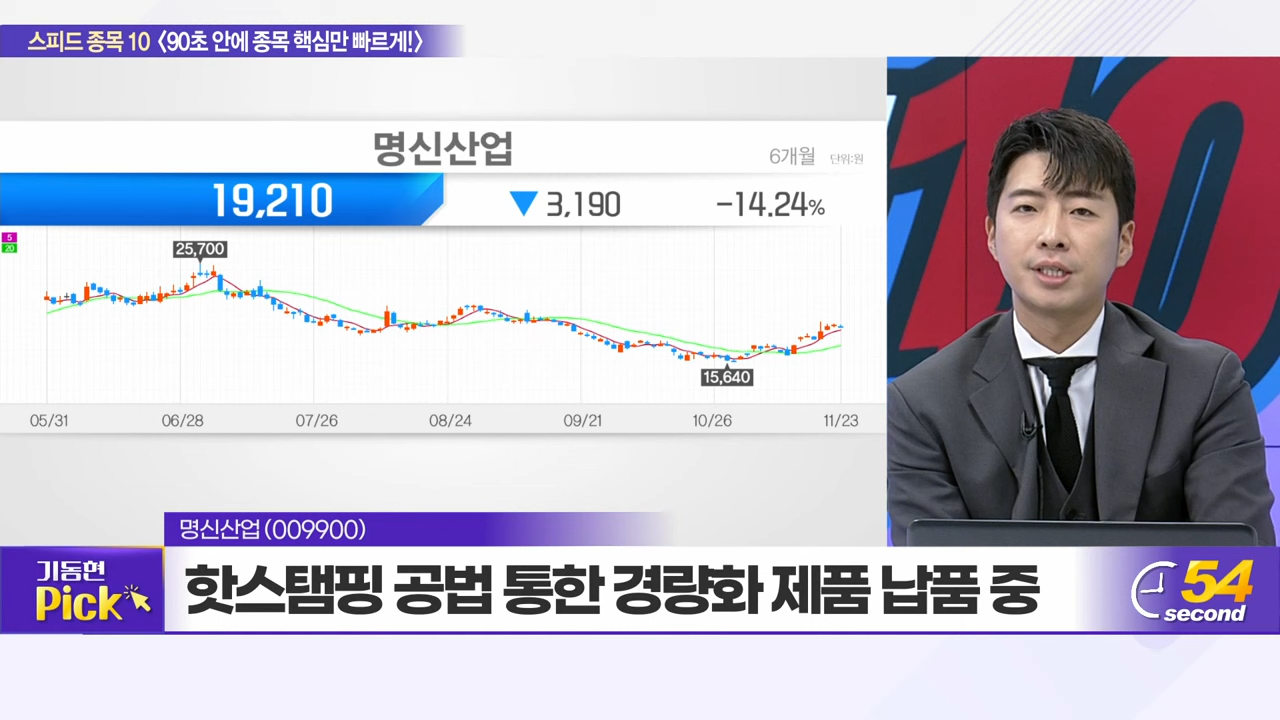 스피드 종목 10 〈90초 안에 종목 핵심만 빠르게!〉
명신산업
6개월 단위:원
19,210 ▼ 3,190 -14.24%
5
20
25,700
15,640
05/31 06/28 07/26 08/24 09/21 10/26 11/23
명신산업(009900)
기동현
Pick
핫스탬핑 공법 통한 경량화 제품 납품 중
54
second
10